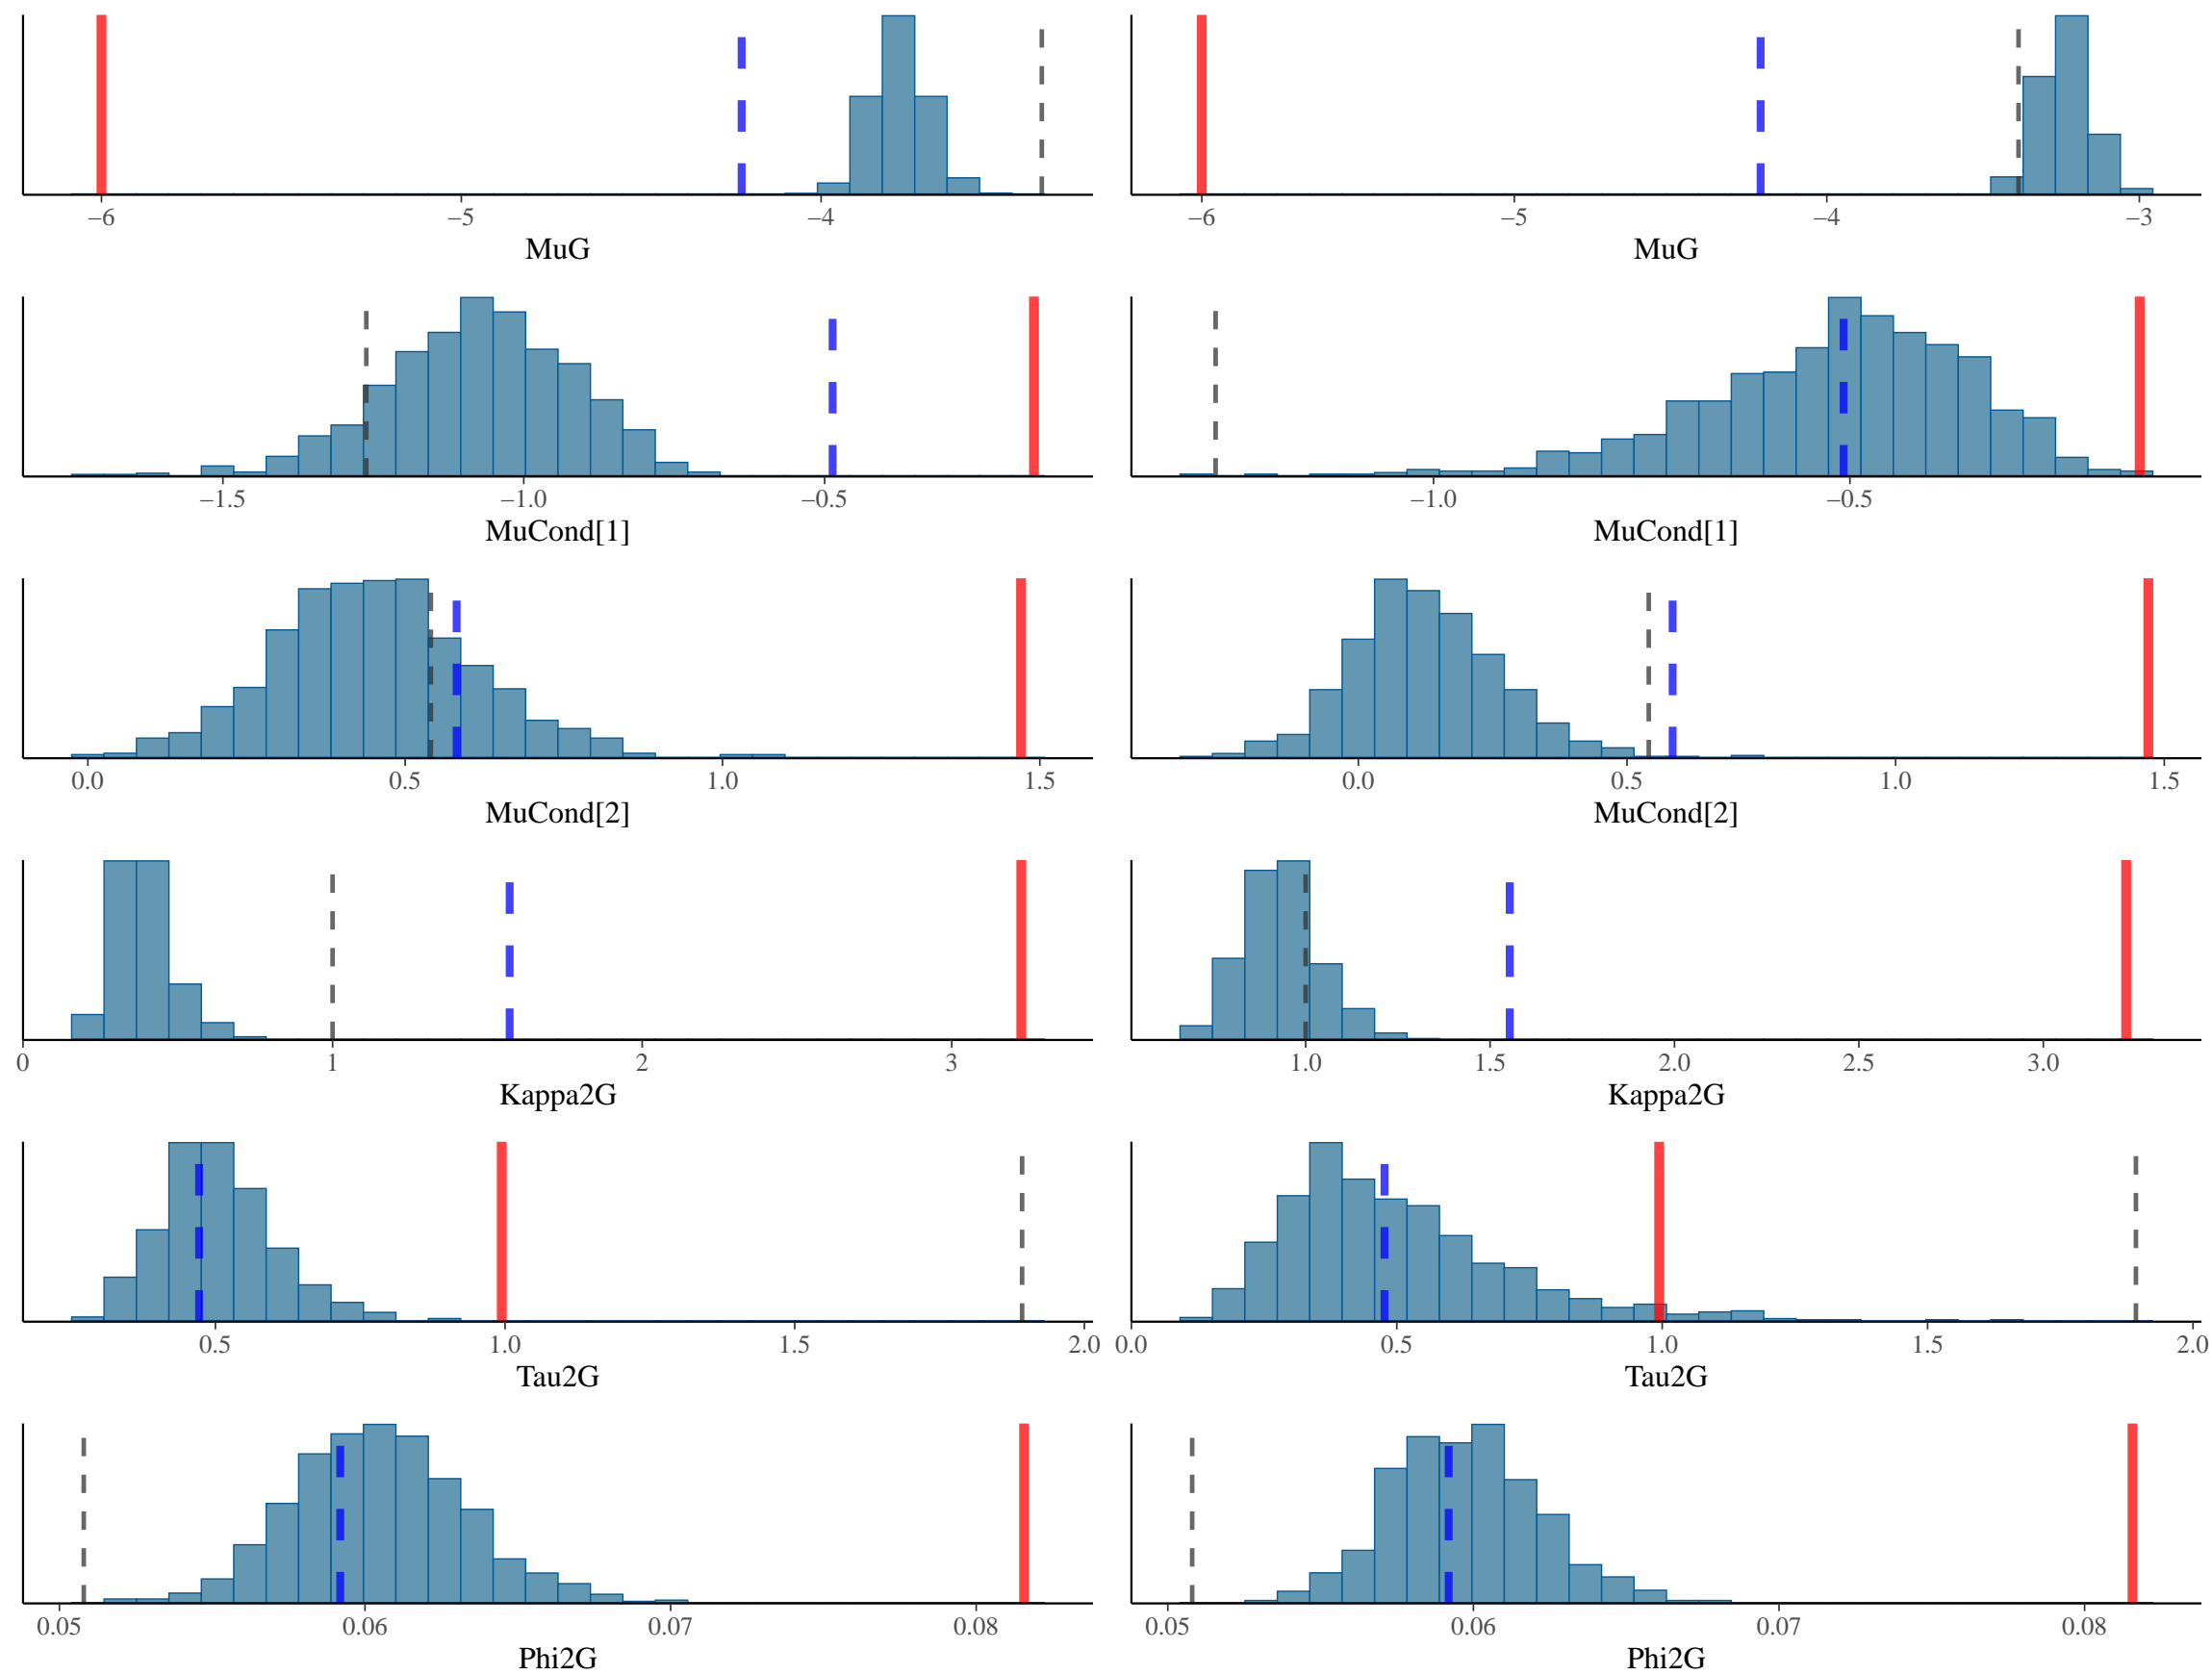 –6 –5 –4 –6 –5 –4 –3
MuG MuG
–1.5 –1.0 –0.5 –1.0 –0.5
MuCond[1] MuCond[1]
0.0 0.5 1.0 1.5 0.0 0.5 1.0 1.5
MuCond[2] MuCond[2]
0 1 2 3 1.0 1.5 2.0 2.5 3.0
Kappa2G Kappa2G
0.5 1.0 1.5 2.0 0.0 0.5 1.0 1.5 2.0
Tau2G Tau2G
0.05 0.06 0.07 0.08 0.05 0.06 0.07 0.08
Phi2G Phi2G